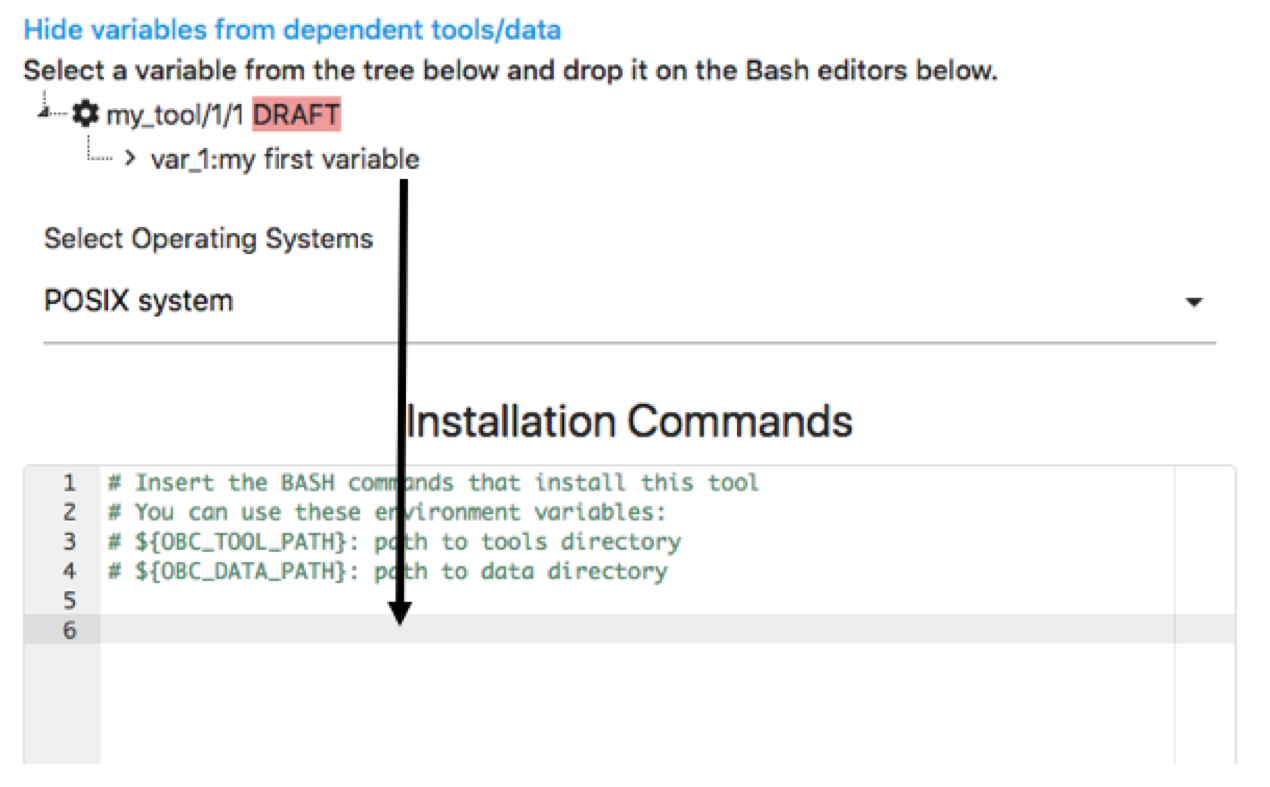 Hide variables from dependent tools/data
Select a variable from the tree below and drop it on the Bash editors below.
my_tool/1/1 DRAFT
var_1:my first variable
Select Operating Systems
POSIX system
Installation Commands
1 # Insert the BASH commands that install this tool
2 # You can use these environment variables:
3 # ${OBC_TOOL_PATH}: path to tools directory
4 # ${OBC_DATA_PATH}: path to data directory
5
6